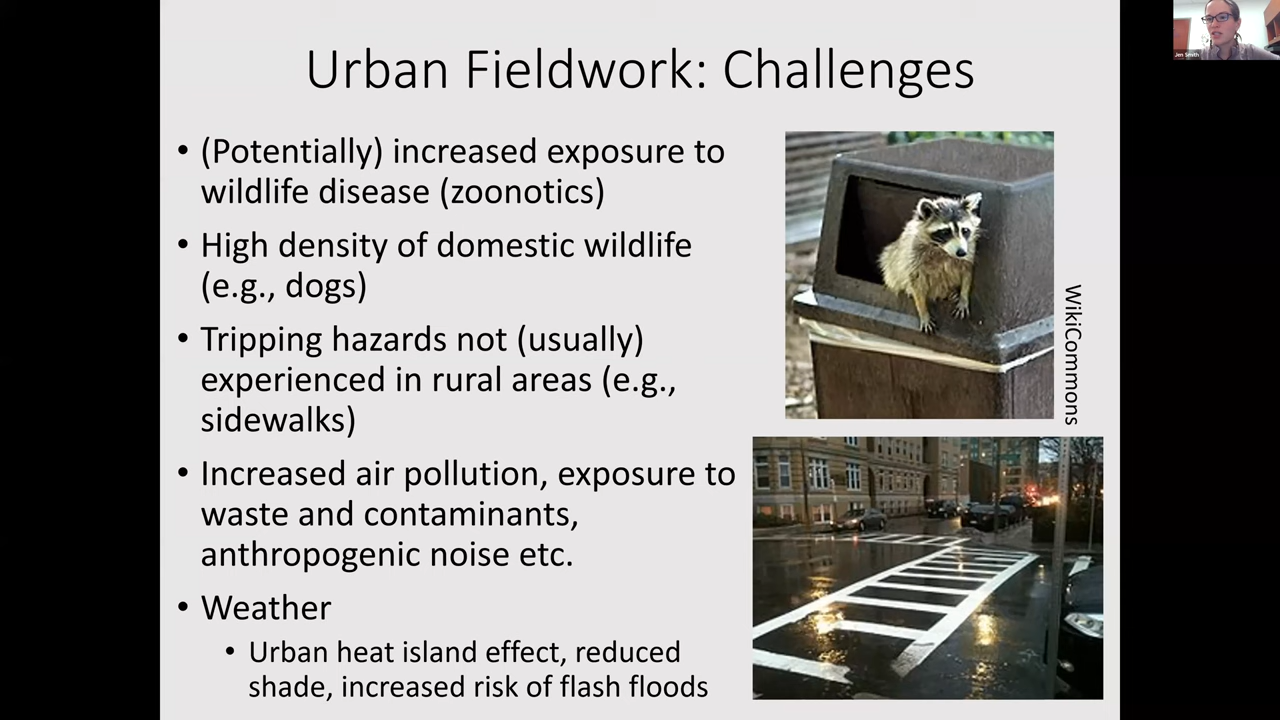 Urban Fieldwork: Challenges
• (Potentially) increased exposure to
wildlife disease (zoonotics)
• High density of domestic wildlife
(e.g., dogs)
• Tripping hazards not (usually)
experienced in rural areas (e.g.,
sidewalks)
• Increased air pollution, exposure to
waste and contaminants,
anthropogenic noise etc.
• Weather
• Urban heat island effect, reduced
shade, increased risk of flash floods
WikiCommons
Jen Smith